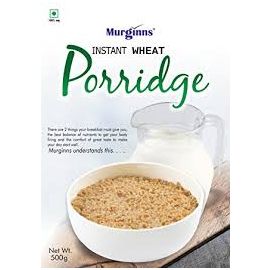 Murginns®
INSTANT WHEAT
Porridge
There are 2 things your breakfast must give you,
the best balance of nutrients to get your body
living and the comfort of great taste to make
your day start well.
Murginns understands this. . . . .
Net Wt.
500g